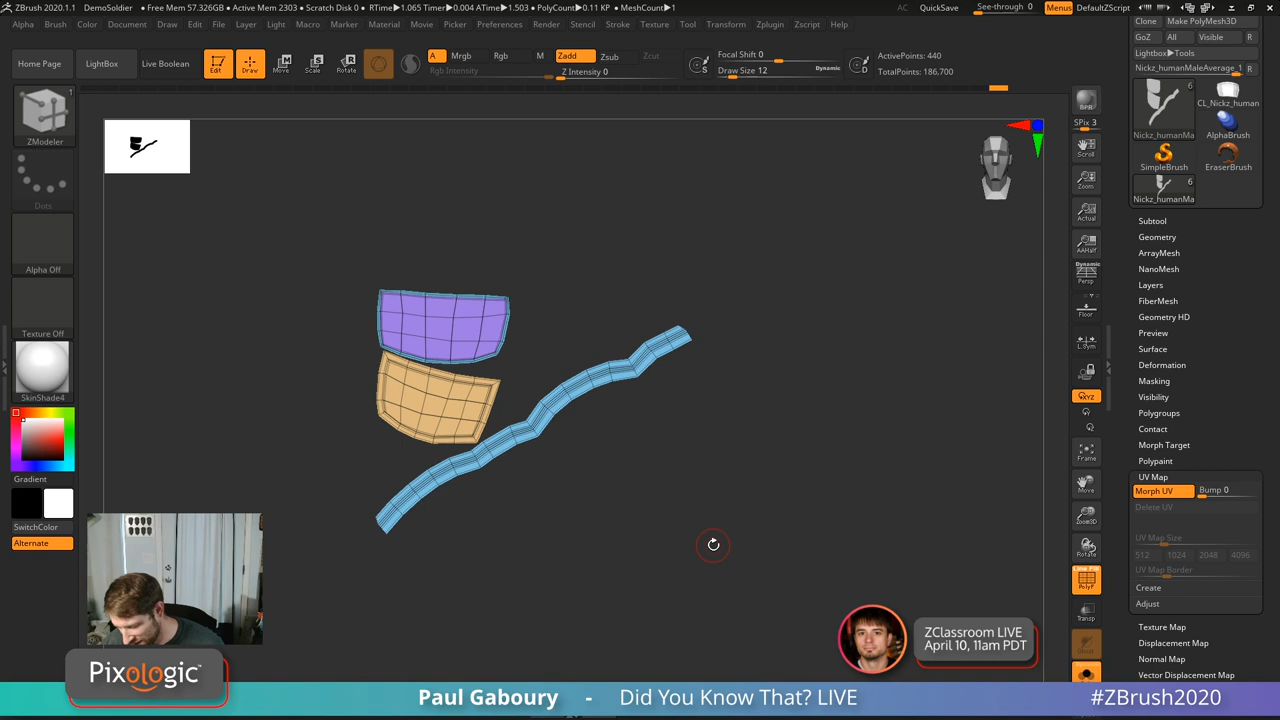 ZBrush 2020.1.1 DemoSoldier ● Free Mem 57.326GB ● Active Mem 2303 ● Scratch Disk 0 ● RTime▶1.065 Timer▶0.004 ATime▶1.503 ● PolyCount▶0.11 KP ● MeshCount▶1
AC QuickSave See-through 0 Menus DefaultZScript
Alpha Brush Color Document Draw Edit File Layer Light Macro Marker Material Movie Picker Preferences Render Stencil Stroke Texture Tool Transform Zplugin Zscript Help
Home Page LightBox Live Boolean
Edit Draw Move Scale Rotate
A Mrgb Rgb M Zadd Zsub Zcut
Rgb Intensity Z Intensity 0
S Focal Shift 0
Draw Size 12 Dynamic
D ActivePoints: 440
TotalPoints: 186,700
1
ZModeler
Dots
Alpha Off
Texture Off
SkinShade4
Gradient
SwitchColor
Alternate
BPR
SPix 3
Scroll
Zoom
Actual
AAHalf
Dynamic
Persp
Floor
L.Sym
XYZ
Frame
Move
Zoom3D
Rotate
Line Fill
PolyF
Transp
Clone Make PolyMesh3D
GoZ All Visible R
Lightbox▶Tools
Nickz_humanMaleAverage_1 R
6
Nickz_humanMa
CL_Nickz_human
AlphaBrush
SimpleBrush
EraserBrush
6
Nickz_humanMa
Subtool
Geometry
ArrayMesh
NanoMesh
Layers
FiberMesh
Geometry HD
Preview
Surface
Deformation
Masking
Visibility
Polygroups
Contact
Morph Target
Polypaint
UV Map
Morph UV Bump 0
Delete UV
UV Map Size
512 1024 2048 4096
UV Map Border
Create
Adjust
Texture Map
Displacement Map
Normal Map
Vector Displacement Map
ZClassroom LIVE
April 10, 11am PDT
Pixologic™
Paul Gaboury - Did You Know That? LIVE #ZBrush2020